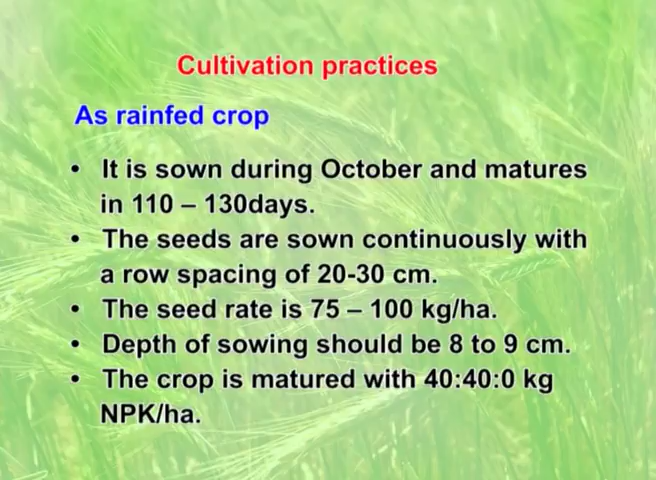 Cultivation practices
As rainfed crop
• It is sown during October and matures
in 110 – 130days.
• The seeds are sown continuously with
a row spacing of 20-30 cm.
• The seed rate is 75 – 100 kg/ha.
• Depth of sowing should be 8 to 9 cm.
• The crop is matured with 40:40:0 kg
NPK/ha.